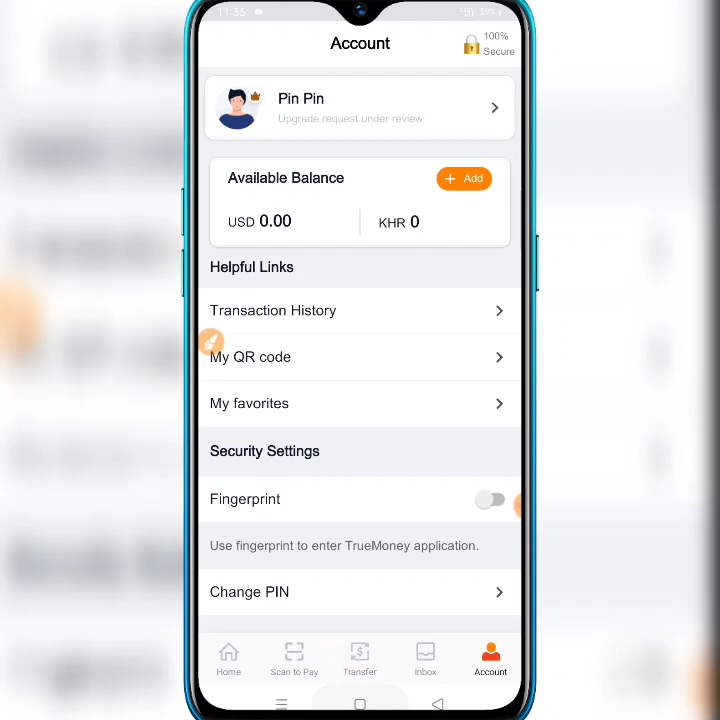 11:35
39%
Account
100%
Secure
Pin Pin
Upgrade request under review
Available Balance
+ Add
USD 0.00
KHR 0
Helpful Links
Transaction History
My QR code
My favorites
Security Settings
Fingerprint
Use fingerprint to enter TrueMoney application.
Change PIN
Home
Scan to Pay
Transfer
Inbox
Account